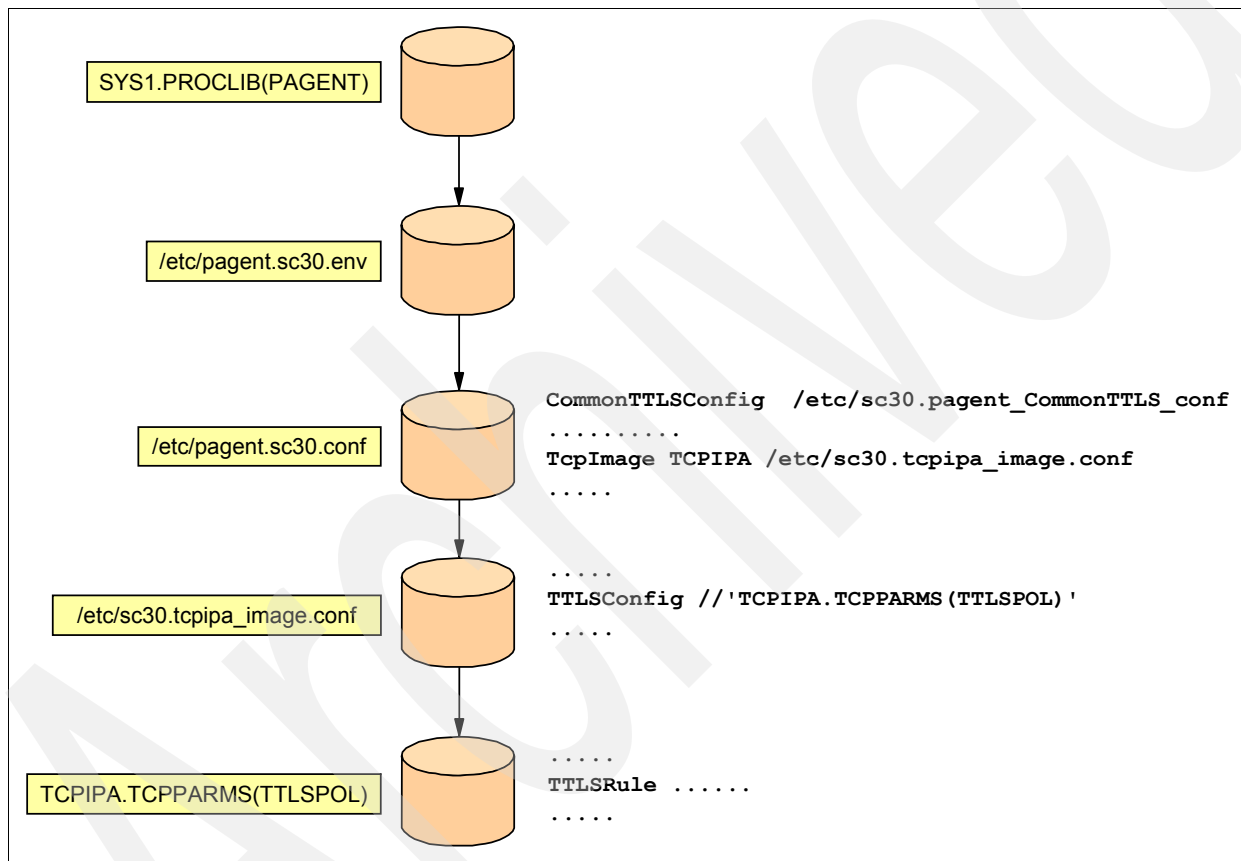 SYS1.PROCLIB(PAGENT)
/etc/pagent.sc30.env
/etc/pagent.sc30.conf
CommonTTLSConfig /etc/sc30.pagent_CommonTTLS_conf
..........
TcpImage TCPIPA /etc/sc30.tcpipa_image.conf
.....
/etc/sc30.tcpipa_image.conf
.....
TTLSConfig //'TCPIPA.TCPPARMS(TTLSPOL)'
.....
TCPIPA.TCPPARMS(TTLSPOL)
.....
TTLSRule ......
.....
Archived